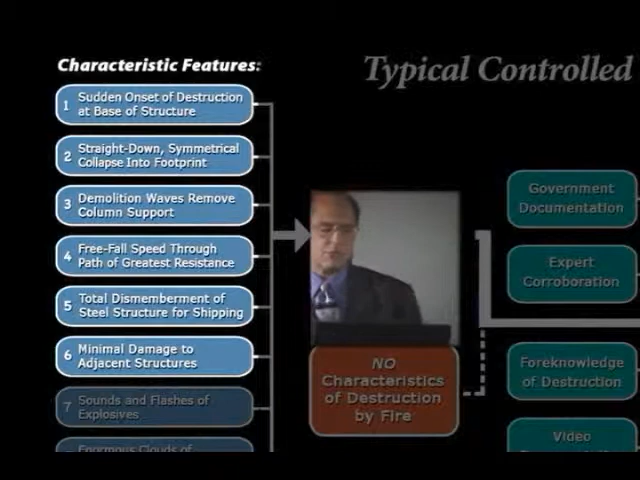 Characteristic Features:
Typical Controlled
1 Sudden Onset of Destruction
at Base of Structure
2 Straight-Down, Symmetrical
Collapse Into Footprint
3 Demolition Waves Remove
Column Support
4 Free-Fall Speed Through
Path of Greatest Resistance
5 Total Dismemberment of
Steel Structure for Shipping
6 Minimal Damage to
Adjacent Structures
7 Sounds and Flashes of
Explosives
Enormous Clouds of
NO
Characteristics
of Destruction
by Fire
Government
Documentation
Expert
Corroboration
Foreknowledge
of Destruction
Video